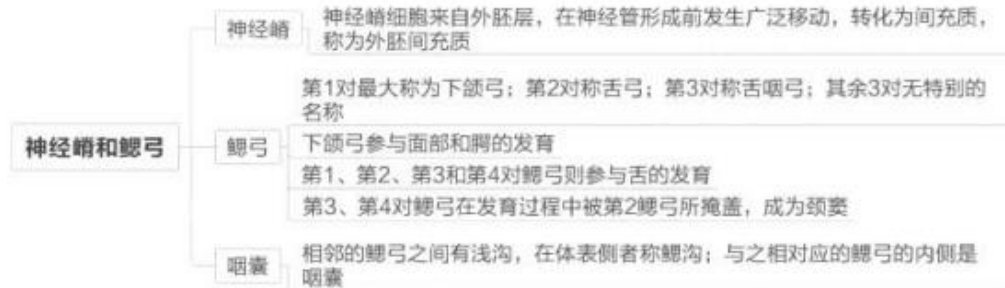 神经嵴和鳃弓
神经嵴
神经嵴细胞来自外胚层，在神经管形成前发生广泛移动，转化为间充质，
称为外胚间充质
鳃弓
第1对最大称为下颌弓；第2对称舌弓；第3对称舌咽弓；其余3对无特别的
名称
下颌弓参与面部和腭的发育
第1、第2、第3和第4对鳃弓则参与舌的发育
第3、第4对鳃弓在发育过程中被第2鳃弓所掩盖，成为颈窦
咽囊
相邻的鳃弓之间有浅沟，在体表侧者称鳃沟；与之相对应的鳃弓的内侧是
咽囊